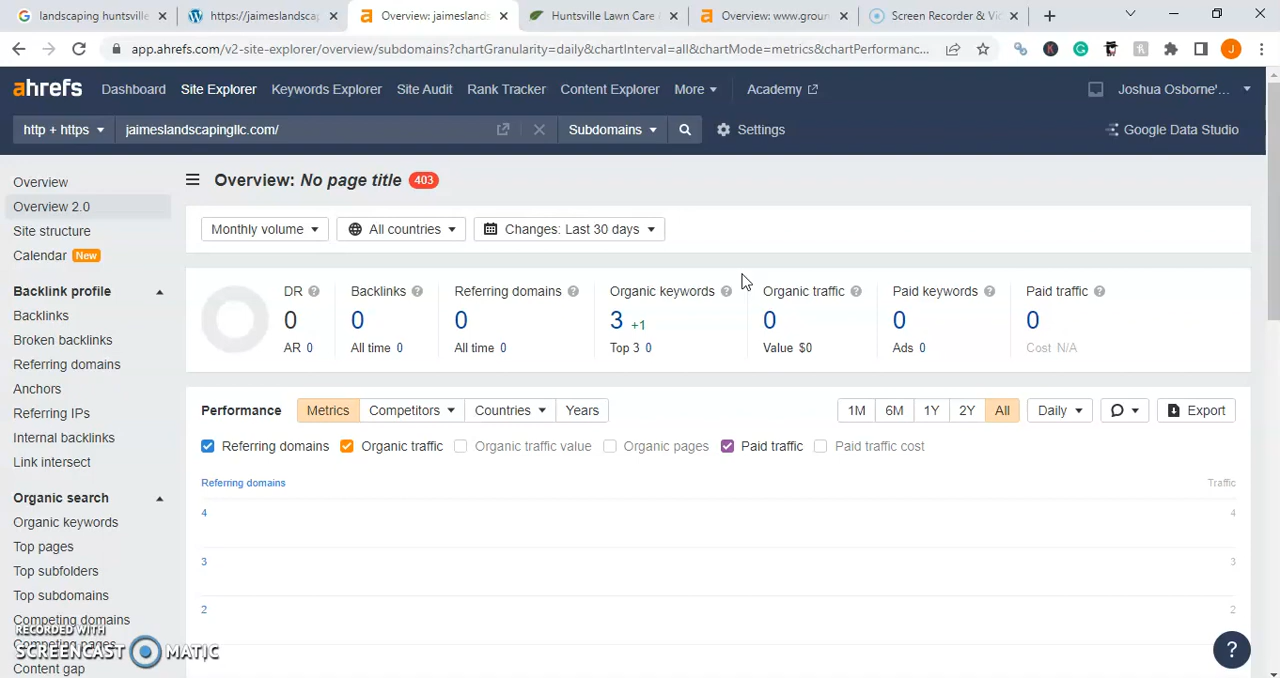 landscaping huntsville
https://jaimeslandscap
Overview: jaimeslands
Huntsville Lawn Care
Overview: www.groun
Screen Recorder & Vi
app.ahrefs.com/v2-site-explorer/overview/subdomains?chartGranularity=daily&chartInterval=all&chartMode=metrics&chartPerformanc...
J
ahrefs Dashboard Site Explorer Keywords Explorer Site Audit Rank Tracker Content Explorer More Academy Joshua Osborne'...
http + https jaimeslandscapingllc.com/ Subdomains Settings Google Data Studio
Overview
Overview 2.0
Site structure
Calendar New
Backlink profile
Backlinks
Broken backlinks
Referring domains
Anchors
Referring IPs
Internal backlinks
Link intersect
Organic search
Organic keywords
Top pages
Top subfolders
Top subdomains
Competing domains
Competing pages
Content gap
Overview: No page title 403
Monthly volume All countries Changes: Last 30 days
DR Backlinks Referring domains Organic keywords Organic traffic Paid keywords Paid traffic
0 0 0 3 +1 0 0 0
AR 0 All time 0 All time 0 Top 3 0 Value $0 Ads 0 Cost N/A
Performance Metrics Competitors Countries Years 1M 6M 1Y 2Y All Daily Export
Referring domains Organic traffic Organic traffic value Organic pages Paid traffic Paid traffic cost
Referring domains Traffic
4 4
3 3
2 2
RECORDED WITH
SCREENCAST MATIC
?